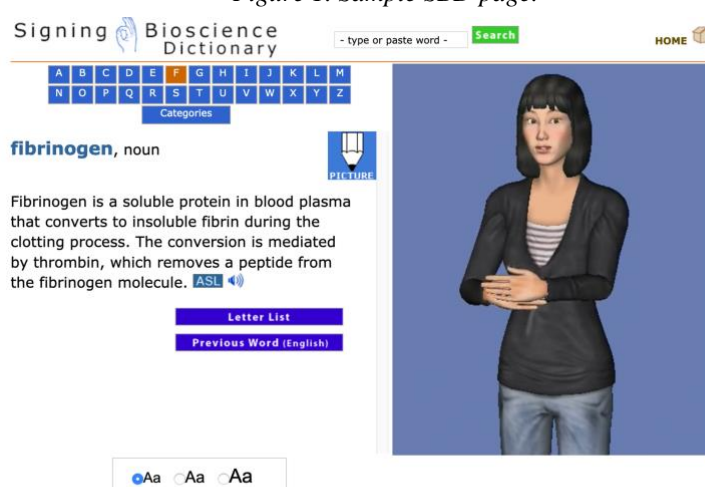 Figure 1. Sample SBD page.
Signing Bioscience
Dictionary
- type or paste word -
Search
HOME
A B C D E F G H I J K L M
N O P Q R S T U V W X Y Z
Categories
fibrinogen, noun
PICTURE
Fibrinogen is a soluble protein in blood plasma
that converts to insoluble fibrin during the
clotting process. The conversion is mediated
by thrombin, which removes a peptide from
the fibrinogen molecule. ASL
Letter List
Previous Word (English)
Aa Aa Aa